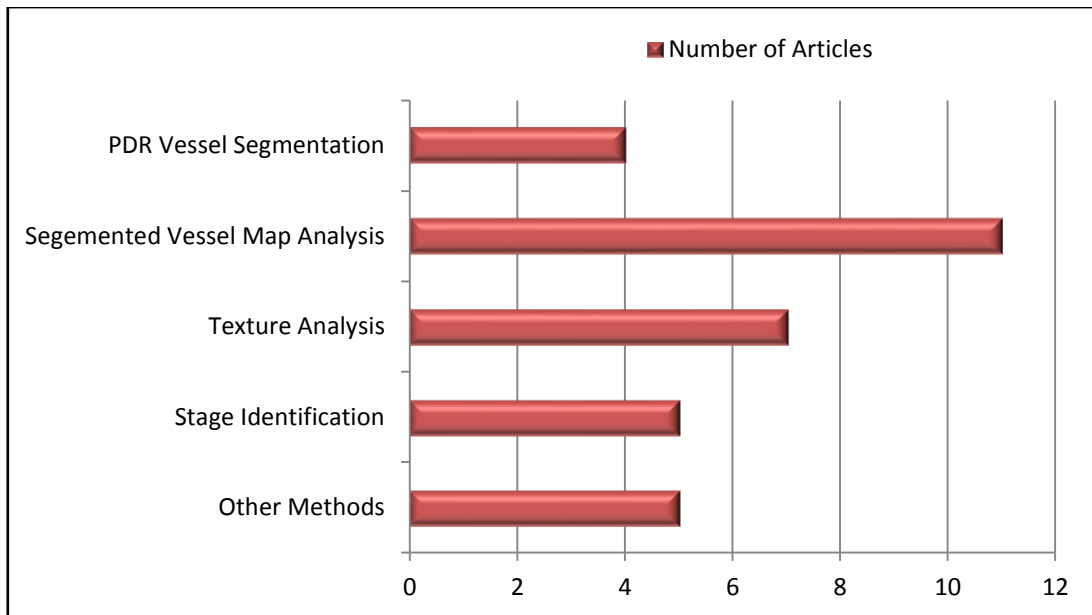 Number of Articles
PDR Vessel Segmentation
Segemented Vessel Map Analysis
Texture Analysis
Stage Identification
Other Methods
0 2 4 6 8 10 12